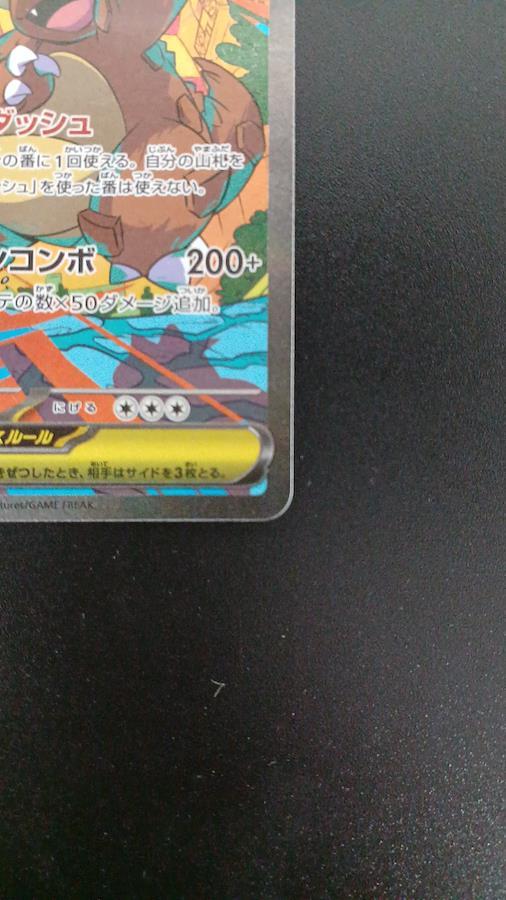 ダッシュ
の番に1回使える。自分の山札を
シュ」を使った番は使えない。
ンコンボ 200+
テの数×50ダメージ追加。
にげる
スルール
きぜつしたとき、相手はサイドを3枚とる。
tures/GAME FREAK.